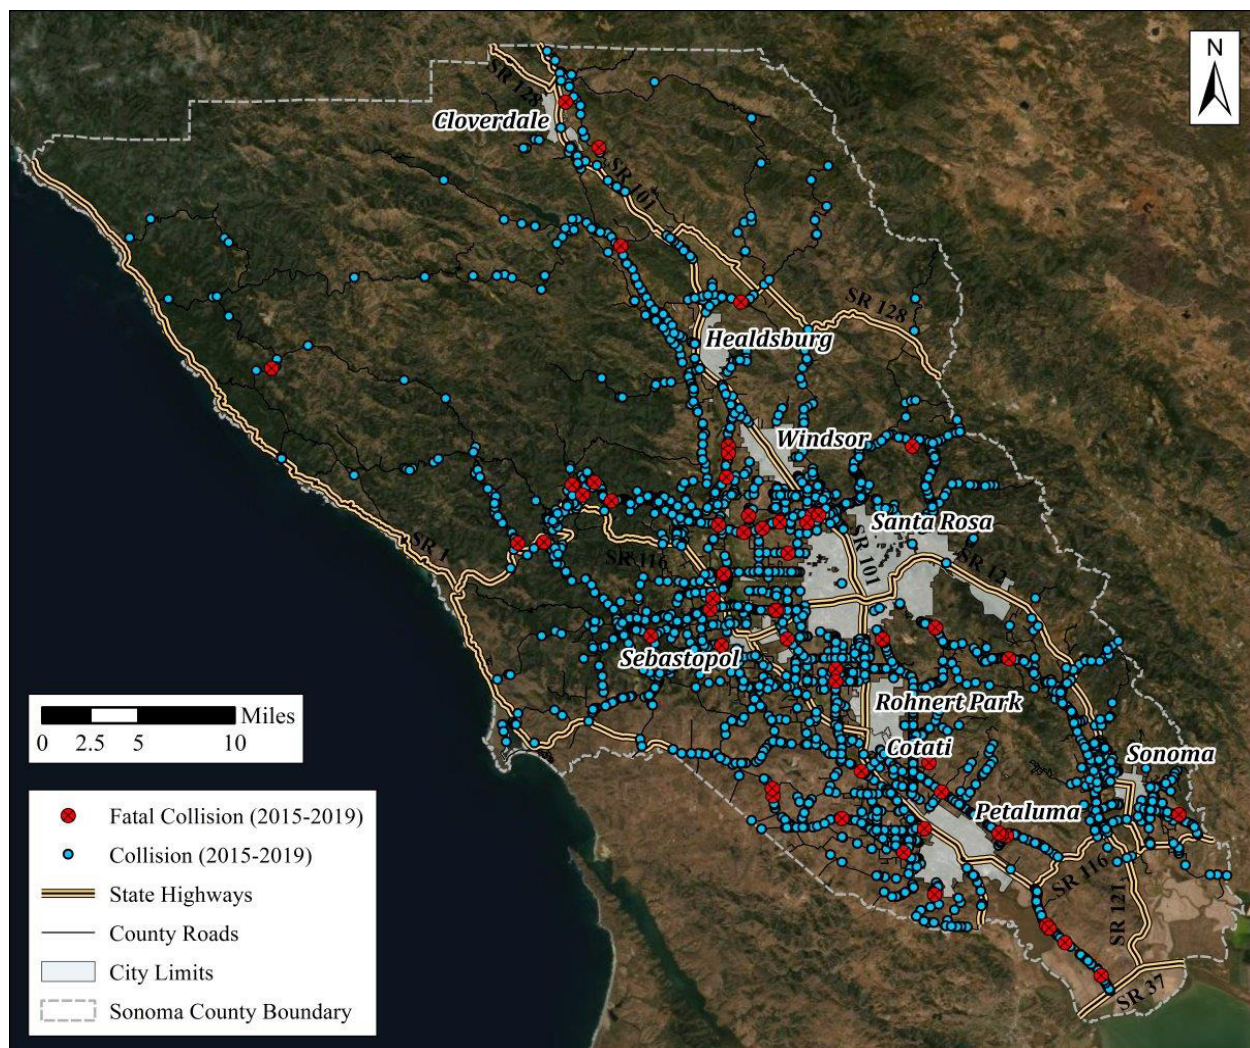 N
SR 128
Cloverdale
SR 101
SR 128
Healdsburg
Windsor
Santa Rosa
SR 1
SR 116
SR 101
SR 12
Sebastopol
Rohnert Park
Cotati
Sonoma
Petaluma
SR 116
SR 121
SR 37
Miles
0 2.5 5 10
Fatal Collision (2015-2019)
Collision (2015-2019)
State Highways
County Roads
City Limits
Sonoma County Boundary